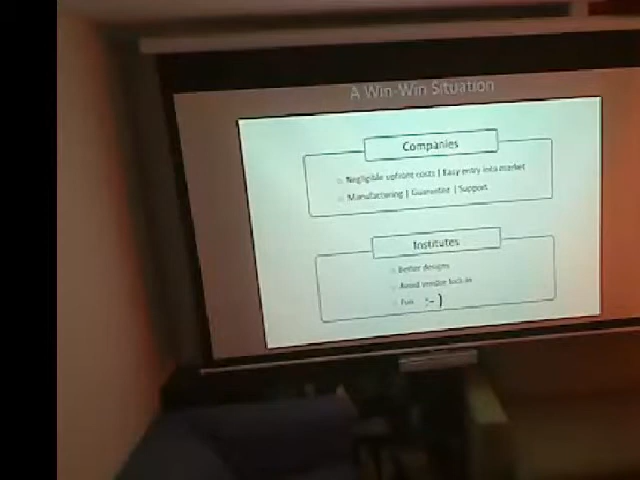 A Win-Win Situation
Companies
Negligible upfront costs | Easy entry into market
Manufacturing | Guarantee | Support
Institutes
Better designs
Avoid vendor lock-in
Fun :-)